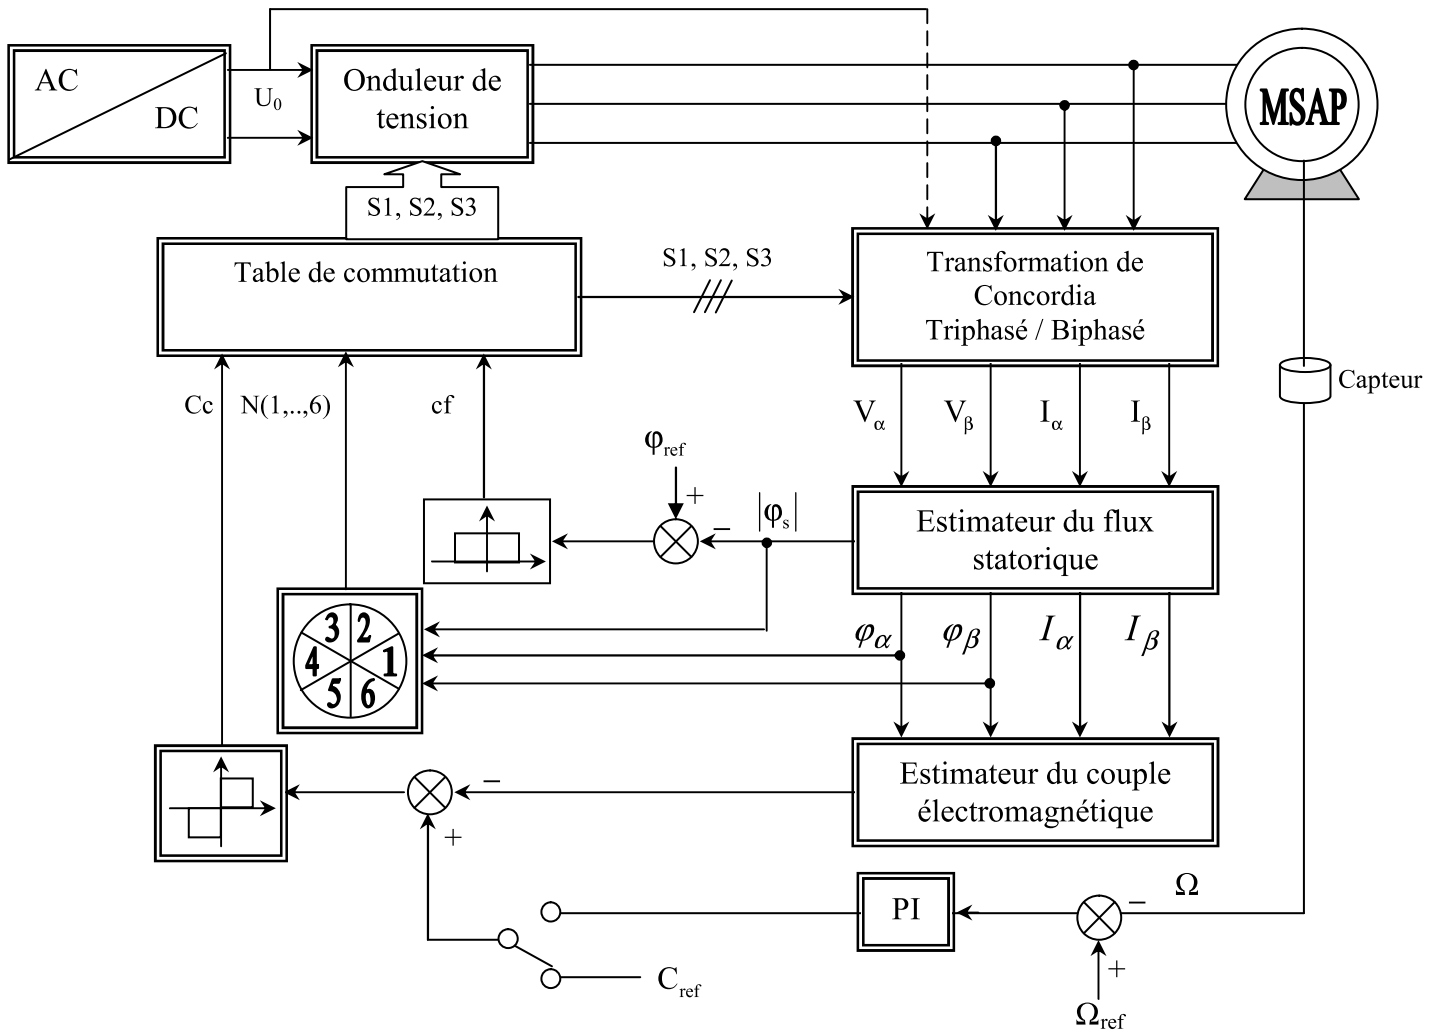 AC
DC
U₀
Onduleur de
tension
MSAP
S1, S2, S3
Table de commutation
S1, S2, S3
Transformation de
Concordia
Triphasé / Biphasé
Capteur
Cc
N(1,..,6)
cf
Vα
Vβ
Iα
Iβ
φref
+
−
|φs|
Estimateur du flux
statorique
3
2
4
1
5
6
φα
φβ
Iα
Iβ
−
+
Estimateur du couple
électromagnétique
PI
−
Ω
+
Cref
Ωref